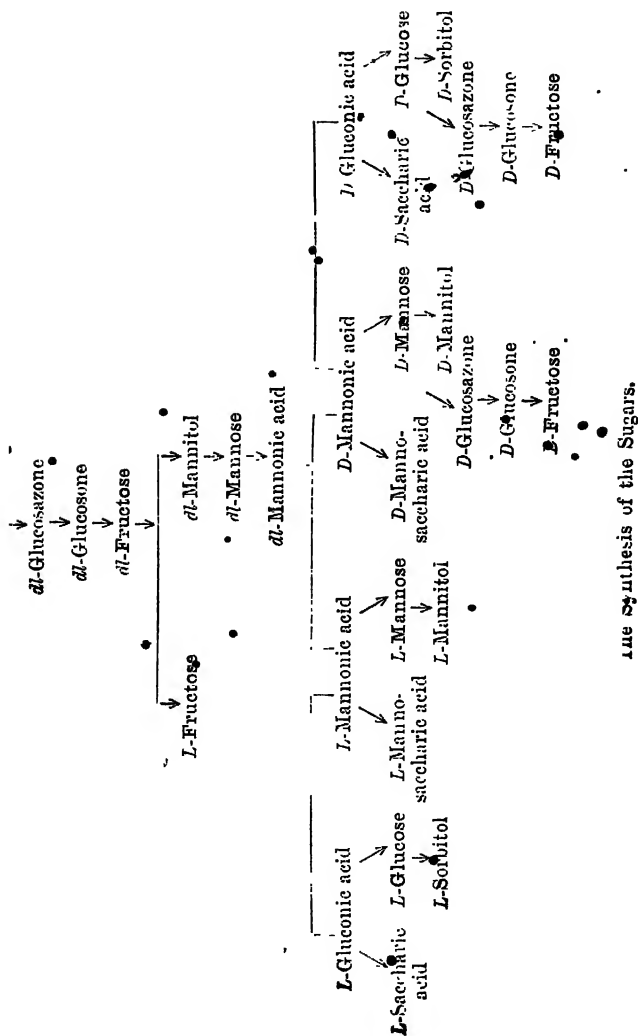 dl-Glucosazone
dl-Glucosone
dl-Fructose
L-Fructose
dl-Mannitol
dl-Mannose
dl-Mannonic acid
L-Gluconic acid
L-Mannonic acid
D-Mannonic acid
D Gluconic acid
L-Saccharic
acid
L-Glucose
L-Sorbitol
L-Manno-
saccharic acid
L-Mannose
L-Mannitol
D-Manno-
saccharic acid
D-Mannose
D-Mannitol
D-Glucosazone
D-Glucosone
D-Fructose
D-Saccharic
acid
D-Glucose
D-Sorbitol
D-Glucosazone
D-Glucosone
D-Fructose
The Synthesis of the Sugars.